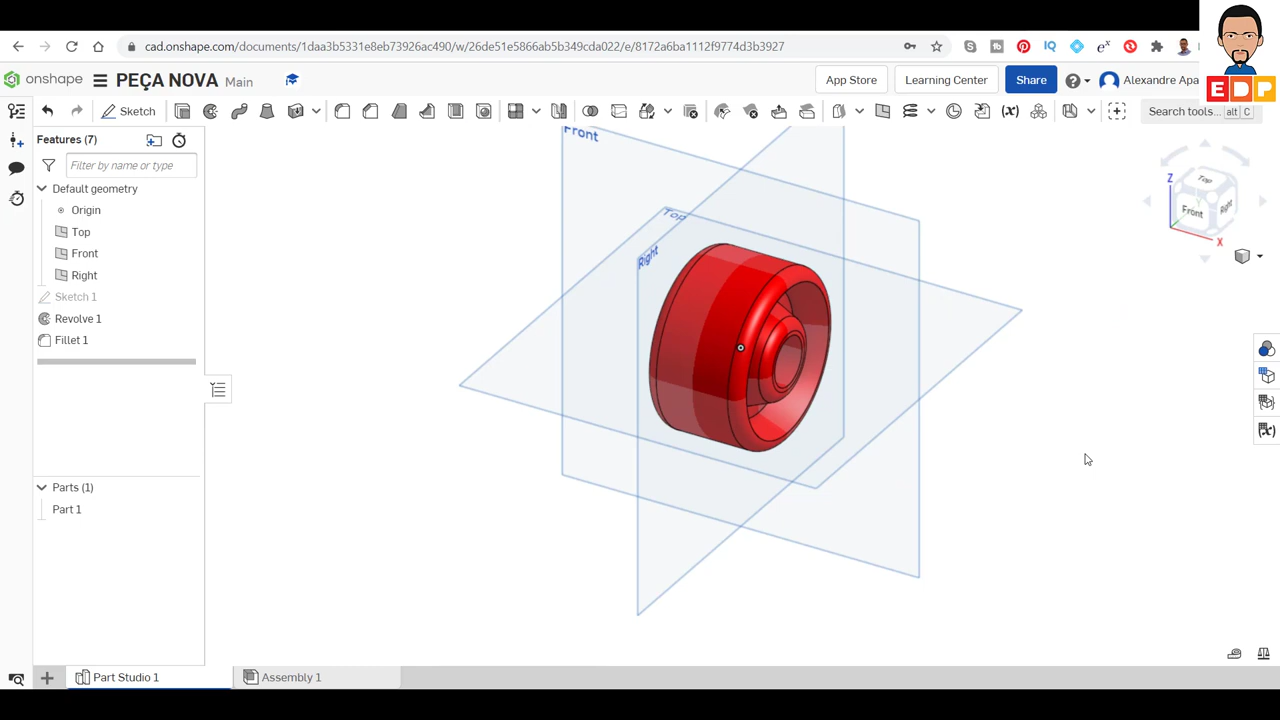 cad.onshape.com/documents/1daa3b5331e8eb73926ac490/w/26de51e5866ab5b349cda022/e/8172a6ba1112f9774d3b3927
IQ
onshape PEÇA NOVA Main
App Store
Learning Center
Share
Alexandre Apa
EDP
Sketch
Search tools... alt C
Features (7)
Filter by name or type
Default geometry
Origin
Top
Front
Right
Sketch 1
Revolve 1
Fillet 1
Parts (1)
Part 1
Front
Top
Right
Z
Top
Front
Right
X
Part Studio 1
Assembly 1